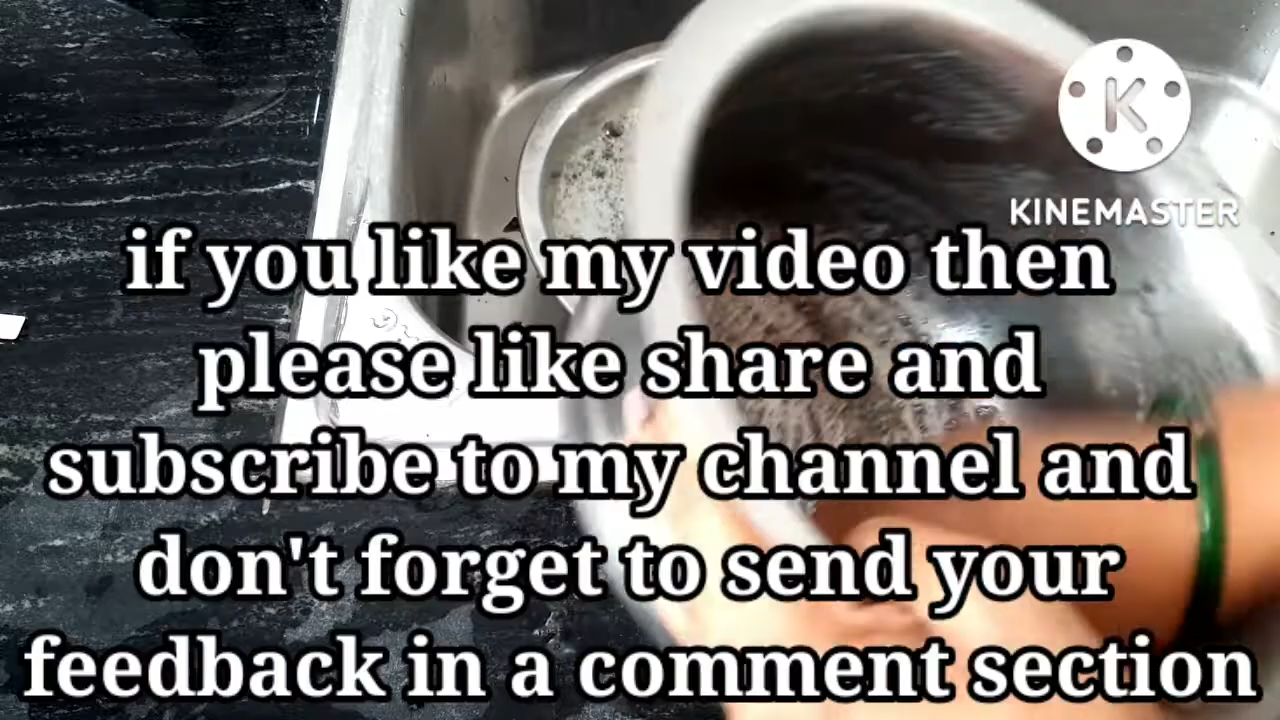 K
KINEMASTER
if you like my video then
please like share and
subscribe to my channel and
don't forget to send your
feedback in a comment section